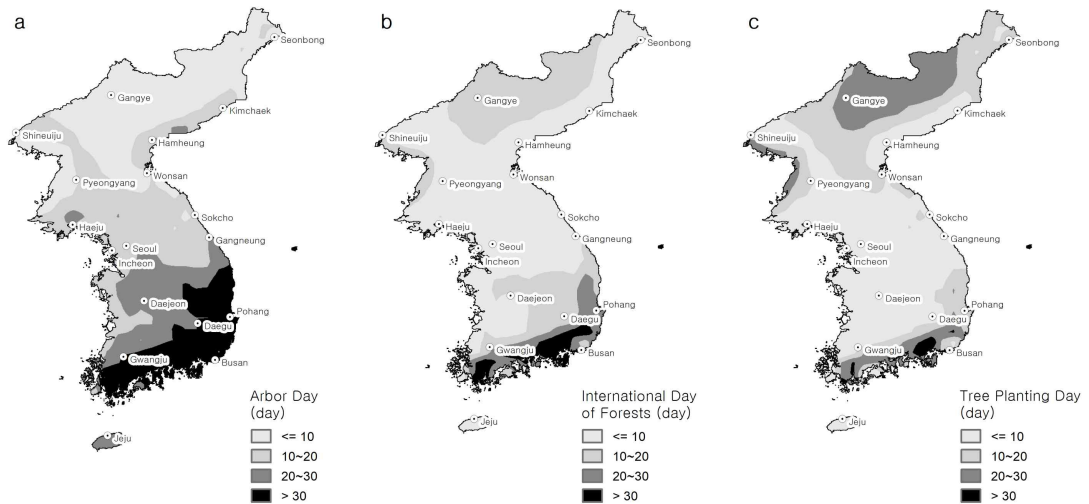 a
Seonbong
Gangye
Kimchaek
Shineuiju
Hamheung
Wonsan
Pyeongyang
Sokcho
Haeju
Gangneung
Seoul
Incheon
Daejeon
Pohang
Daegu
Gwangju
Busan
Jeju
Arbor Day
(day)
<= 10
10~20
20~30
> 30
b
Seonbong
Gangye
Kimchaek
Shineuiju
Hamheung
Wonsan
Pyeongyang
Sokcho
Haeju
Gangneung
Seoul
Incheon
Daejeon
Pohang
Daegu
Gwangju
Busan
Jeju
International Day
of Forests (day)
<= 10
10~20
20~30
> 30
c
Seonbong
Gangye
Kimchaek
Shineuiju
Hamheung
Wonsan
Pyeongyang
Sokcho
Haeju
Gangneung
Seoul
Incheon
Daejeon
Pohang
Daegu
Gwangju
Busan
Jeju
Tree Planting Day
(day)
<= 10
10~20
20~30
> 30